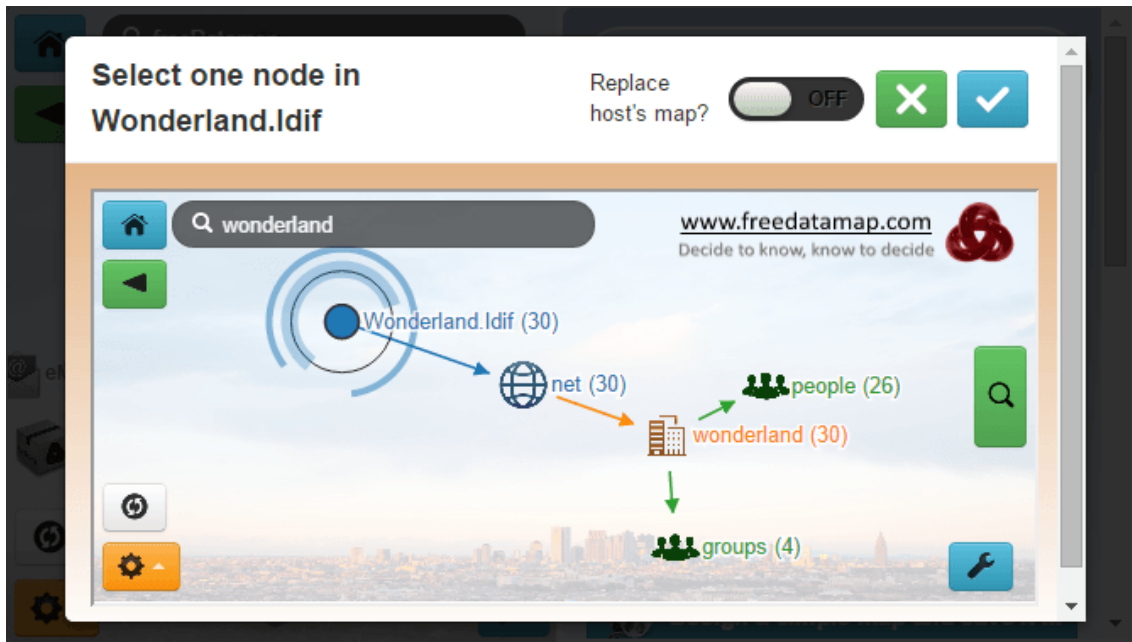 Select one node in
Wonderland.ldif
Replace
host's map?
OFF
wonderland
www.freedatamap.com
Decide to know, know to decide
Wonderland.ldif (30)
net (30)
people (26)
wonderland (30)
groups (4)